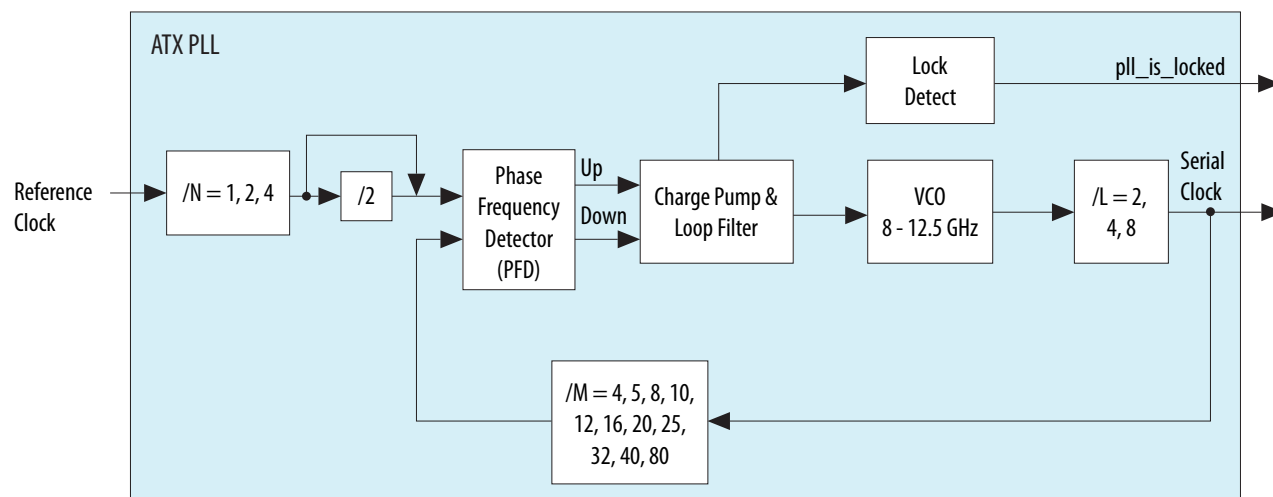 ATX PLL
Lock
Detect
pll_is_locked
Reference
Clock
/N = 1, 2, 4
/2
Phase
Frequency
Detector
(PFD)
Up
Down
Charge Pump &
Loop Filter
VCO
8 - 12.5 GHz
/L = 2,
4, 8
Serial
Clock
/M = 4, 5, 8, 10,
12, 16, 20, 25,
32, 40, 80